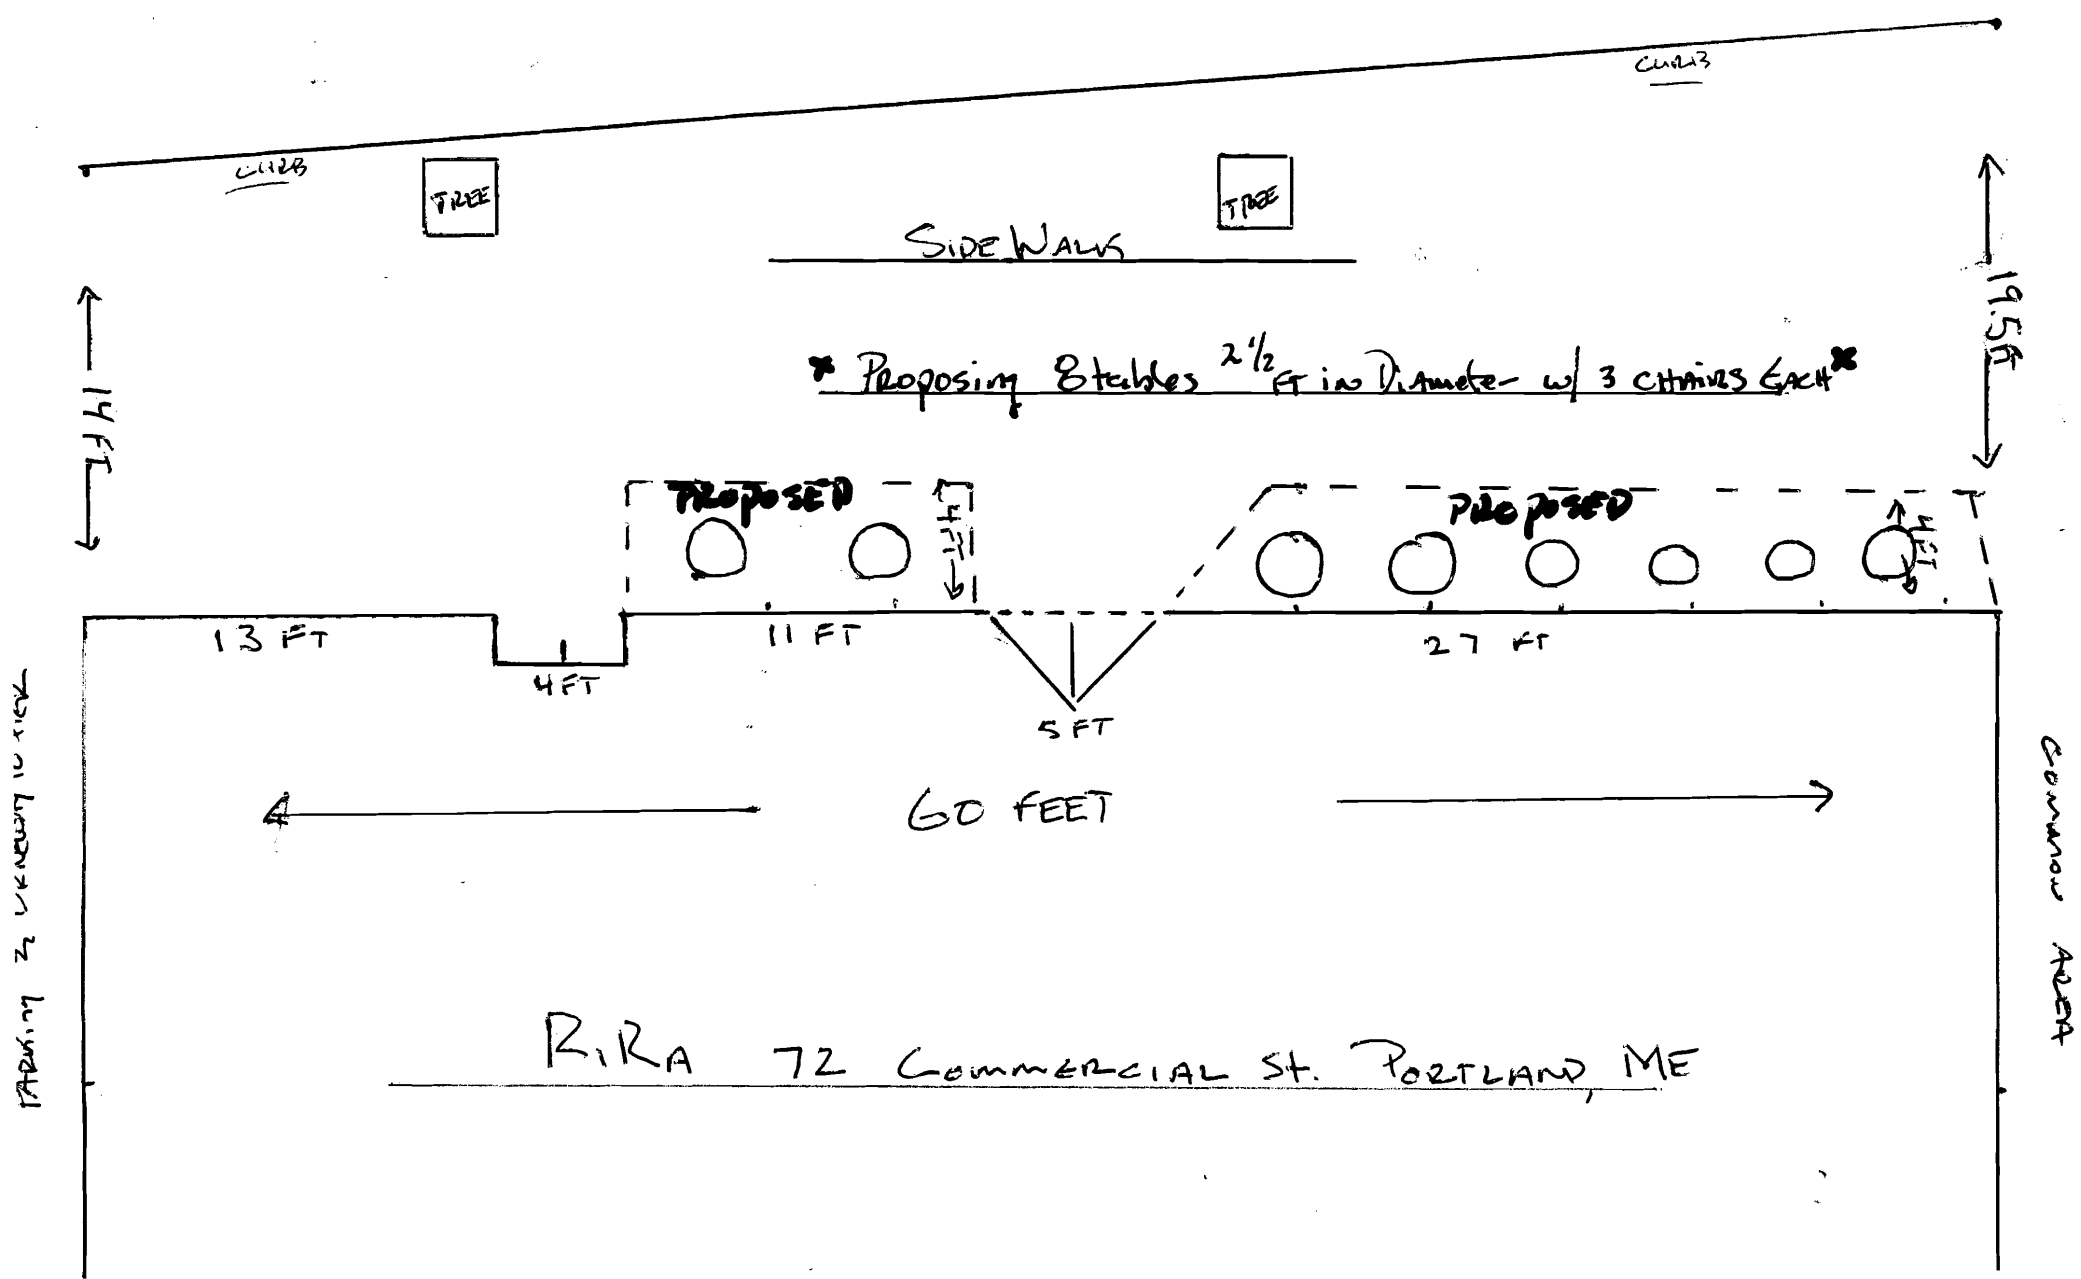 CURB
CURB
TREE
TREE
SIDEWALK
14 FT
19.5 ft
* Proposing 8 tables 2 1/2 FT in Diameter w/ 3 CHAIRS EACH *
PROPOSED
4 FT
PROPOSED
4 FT
13 FT
4 FT
11 FT
5 FT
27 FT
60 FEET
PARKING
COMMON AREA
RiRA 72 COMMERCIAL St. PORTLAND, ME